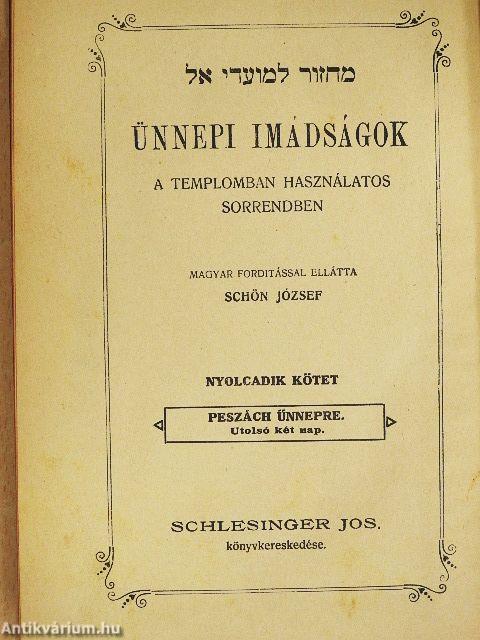 מחזור למועדי אל
ÜNNEPI IMÁDSÁGOK
A TEMPLOMBAN HASZNÁLATOS
SORRENDBEN
MAGYAR FORDITÁSSAL ELLÁTTA
SCHÖN JÓZSEF
NYOLCADIK KÖTET
PESZÁCH ÜNNEPRE.
Utolsó két nap.
SCHLESINGER JOS.
könyvkereskedése.
Antikvárium.hu